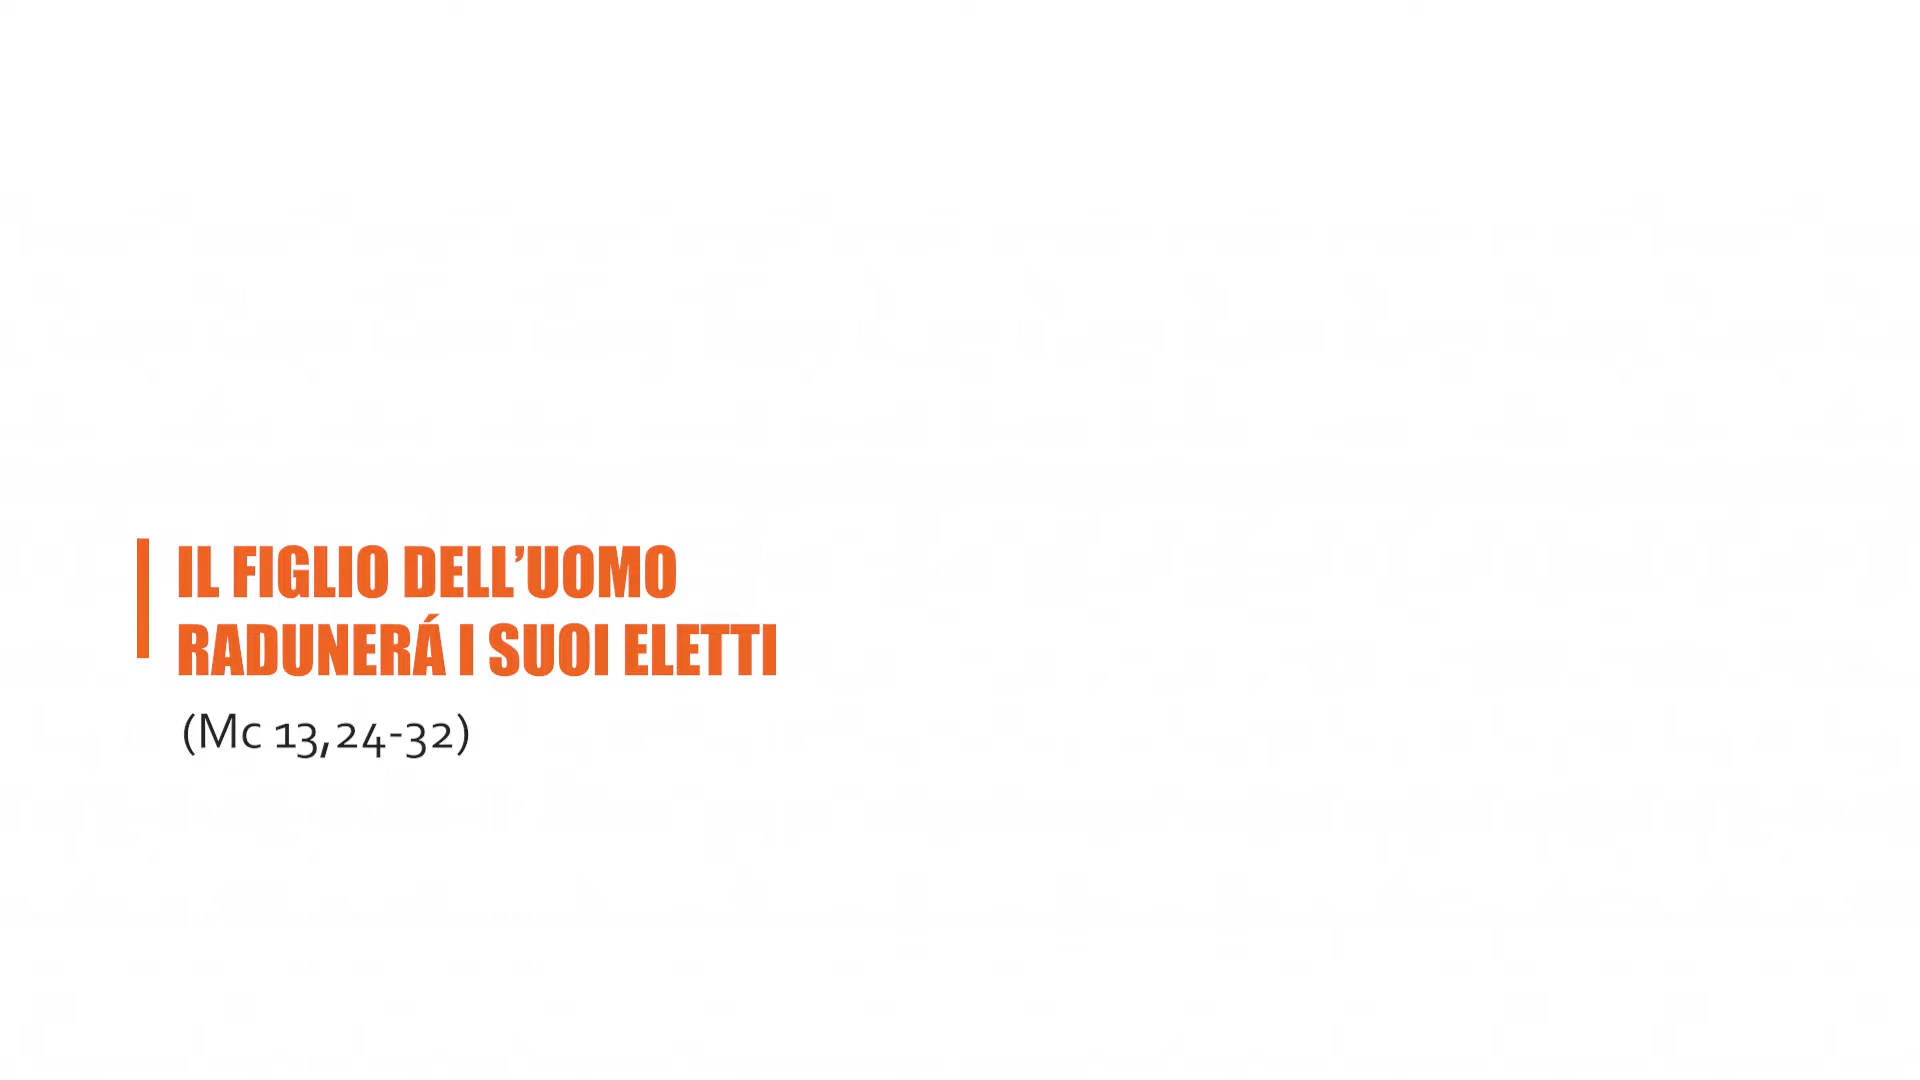 IL FIGLIO DELL’UOMO
RADUNERÁ I SUOI ELETTI
(Mc 13,24-32)